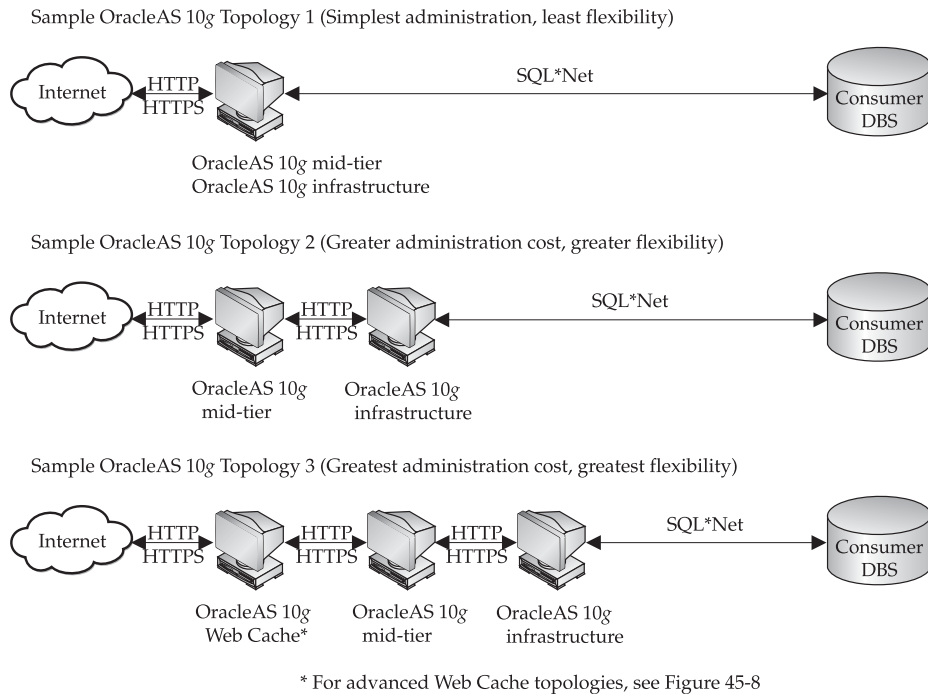 Sample OracleAS 10g Topology 1 (Simplest administration, least flexibility)
Internet
HTTP
HTTPS
SQL*Net
Consumer
DBS
OracleAS 10g mid-tier
OracleAS 10g infrastructure
Sample OracleAS 10g Topology 2 (Greater administration cost, greater flexibility)
Internet
HTTP
HTTPS
HTTP
HTTPS
SQL*Net
Consumer
DBS
OracleAS 10g
mid-tier
OracleAS 10g
infrastructure
Sample OracleAS 10g Topology 3 (Greatest administration cost, greatest flexibility)
Internet
HTTP
HTTPS
HTTP
HTTPS
HTTP
HTTPS
SQL*Net
Consumer
DBS
OracleAS 10g
Web Cache*
OracleAS 10g
mid-tier
OracleAS 10g
infrastructure
* For advanced Web Cache topologies, see Figure 45-8